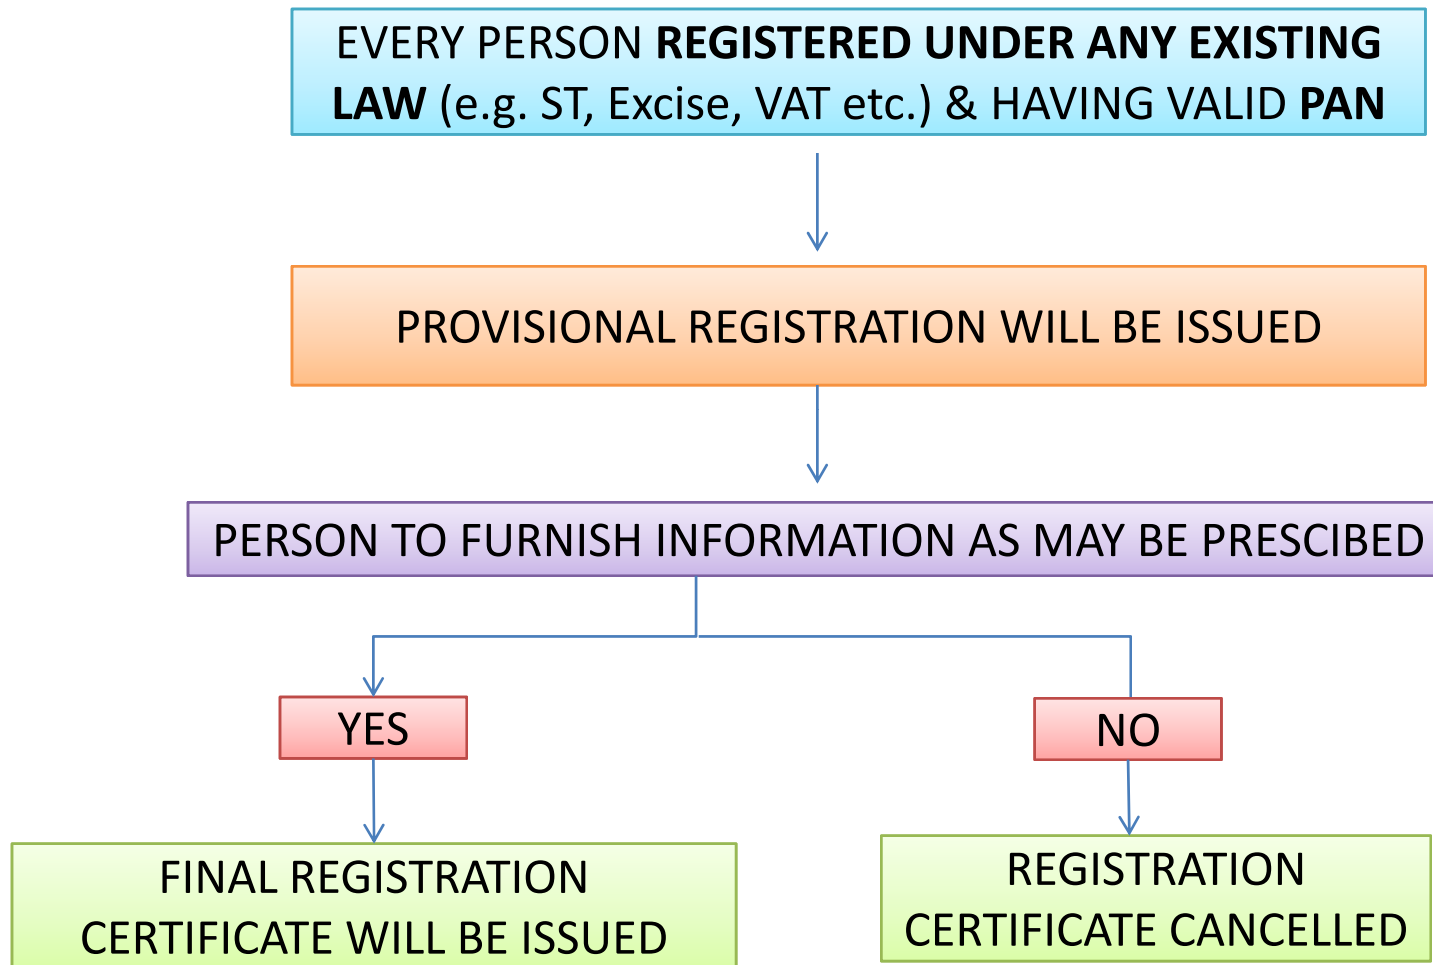 EVERY PERSON REGISTERED UNDER ANY EXISTING
LAW (e.g. ST, Excise, VAT etc.) & HAVING VALID PAN
PROVISIONAL REGISTRATION WILL BE ISSUED
PERSON TO FURNISH INFORMATION AS MAY BE PRESCIBED
YES
NO
FINAL REGISTRATION
CERTIFICATE WILL BE ISSUED
REGISTRATION
CERTIFICATE CANCELLED